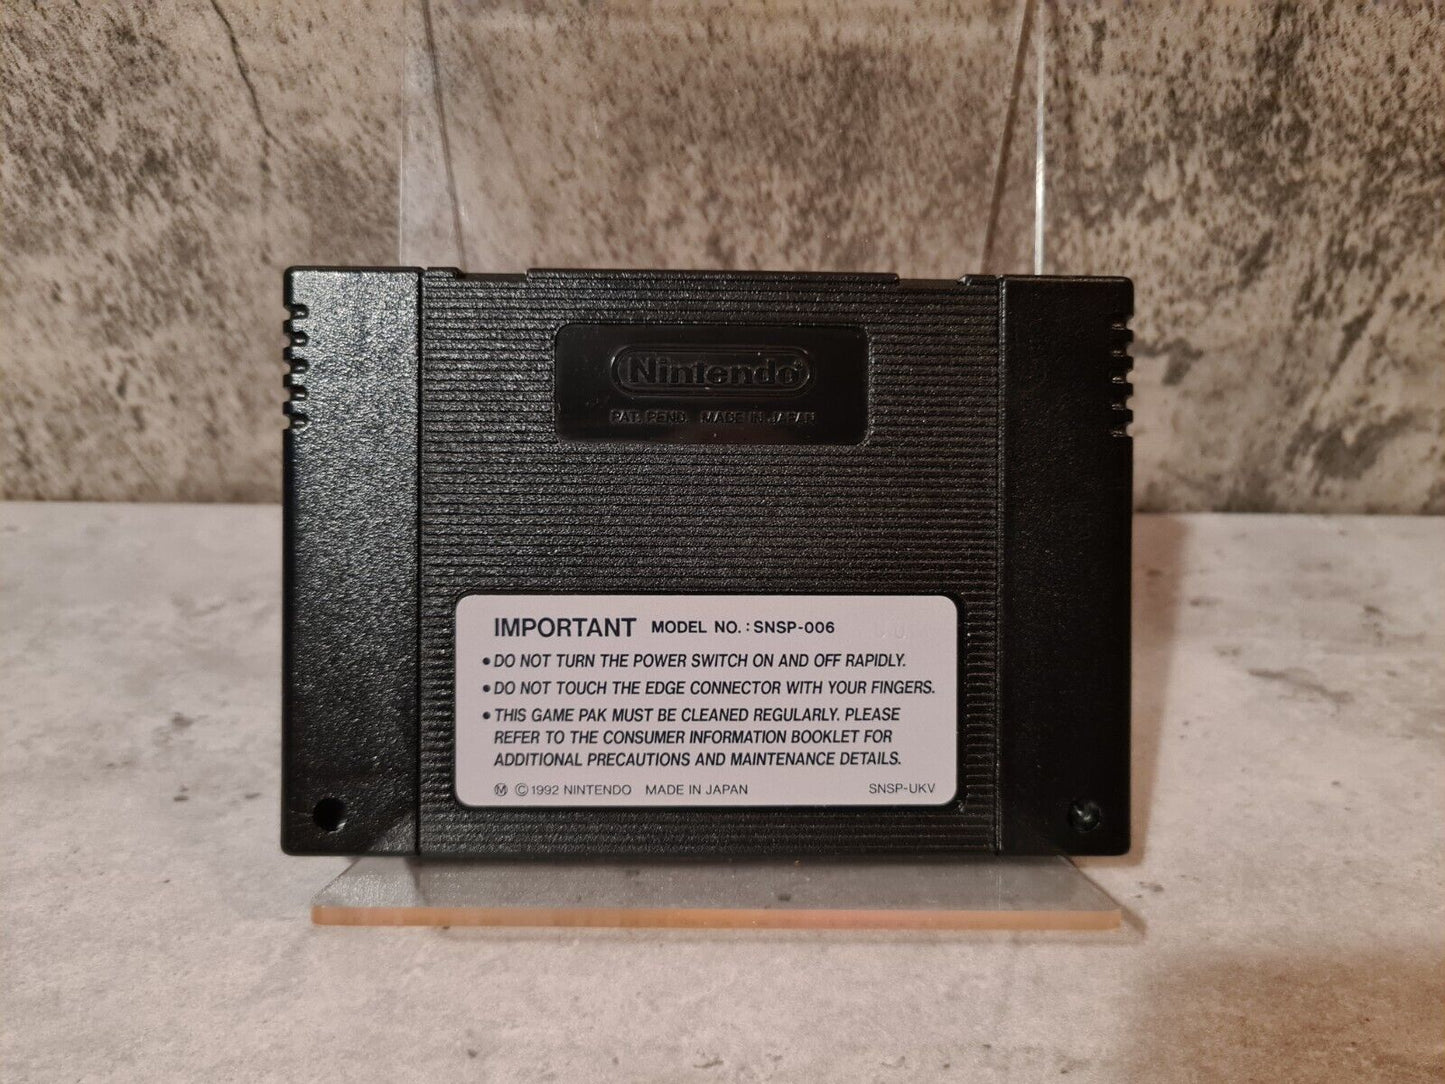 Nintendo®
PAT. PEND. MADE IN JAPAN
IMPORTANT MODEL NO.: SNSP-006
• DO NOT TURN THE POWER SWITCH ON AND OFF RAPIDLY.
• DO NOT TOUCH THE EDGE CONNECTOR WITH YOUR FINGERS.
• THIS GAME PAK MUST BE CLEANED REGULARLY. PLEASE
REFER TO THE CONSUMER INFORMATION BOOKLET FOR
ADDITIONAL PRECAUTIONS AND MAINTENANCE DETAILS.
Ⓜ ©1992 NINTENDO MADE IN JAPAN SNSP-UKV